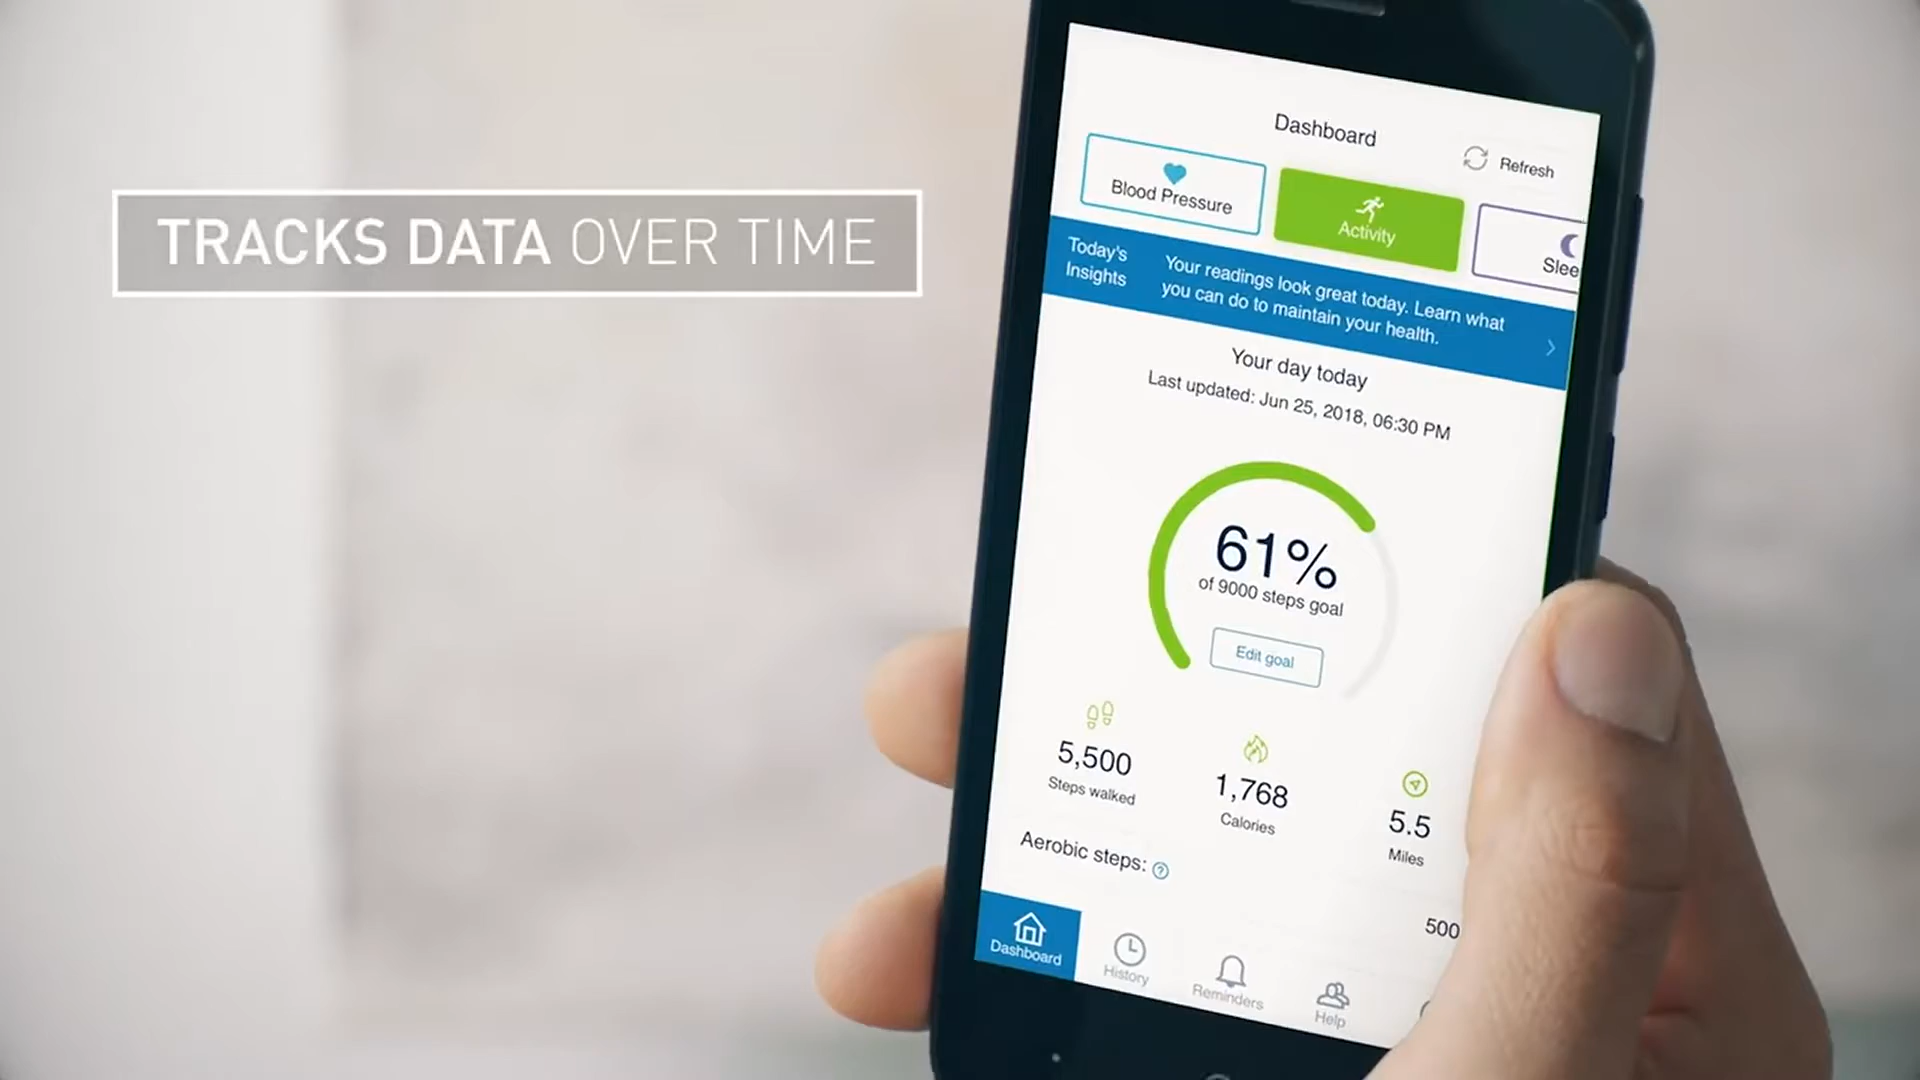 TRACKS DATA OVER TIME
Dashboard
Refresh
Blood Pressure
Activity
Slee
Today's
Insights
Your readings look great today. Learn what
you can do to maintain your health.
Your day today
Last updated: Jun 25, 2018, 06:30 PM
61%
of 9000 steps goal
Edit goal
5,500
Steps walked
1,768
Calories
5.5
Miles
Aerobic steps: ?
500
Dashboard
History
Reminders
Help